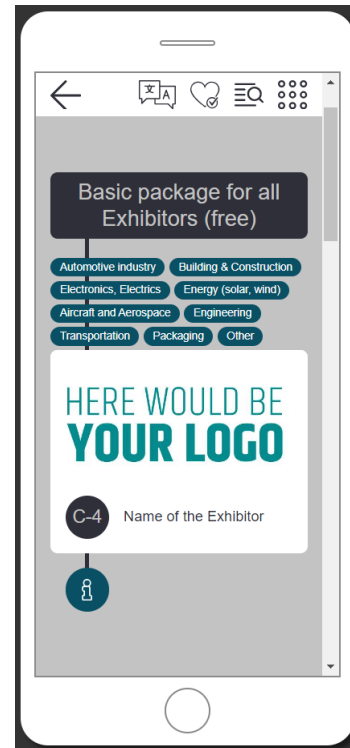 文 A
Basic package for all
Exhibitors (free)
Automotive industry Building & Construction
Electronics, Electrics Energy (solar, wind)
Aircraft and Aerospace Engineering
Transportation Packaging Other
HERE WOULD BE
YOUR LOGO
C-4 Name of the Exhibitor
i